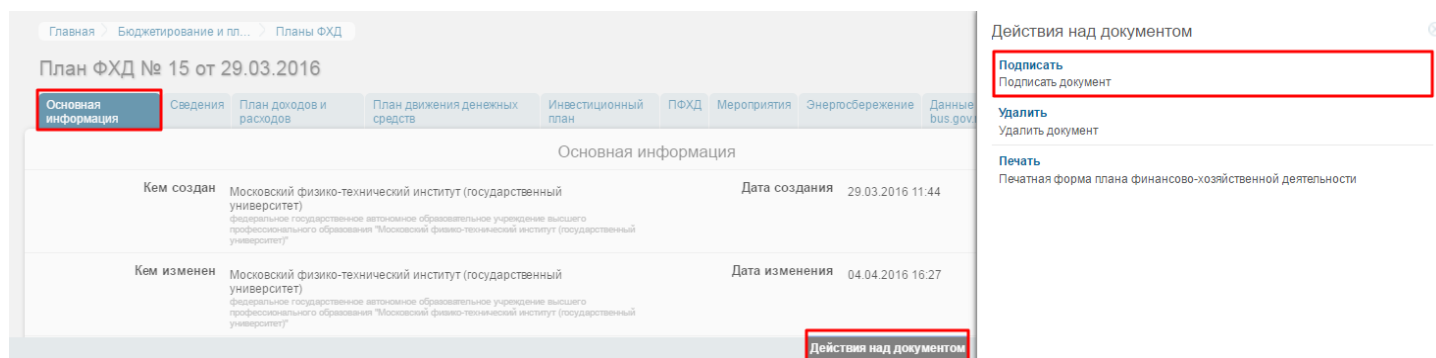 Главная > Бюджетирование и пл... > Планы ФХД
План ФХД № 15 от 29.03.2016
Основная
информация
Сведения
План доходов и
расходов
План движения денежных
средств
Инвестиционный
план
ПФХД
Мероприятия
Энергосбережение
Данные
bus.gov.
Основная информация
Кем создан
Московский физико-технический институт (государственный
университет)
федеральное государственное автономное образовательное учреждение высшего
профессионального образования "Московский физико-технический институт (государственный
университет)"
Дата создания
29.03.2016 11:44
Кем изменен
Московский физико-технический институт (государственный
университет)
федеральное государственное автономное образовательное учреждение высшего
профессионального образования "Московский физико-технический институт (государственный
университет)"
Дата изменения
04.04.2016 16:27
Действия над документом
Действия над документом
Подписать
Подписать документ
Удалить
Удалить документ
Печать
Печатная форма плана финансово-хозяйственной деятельности